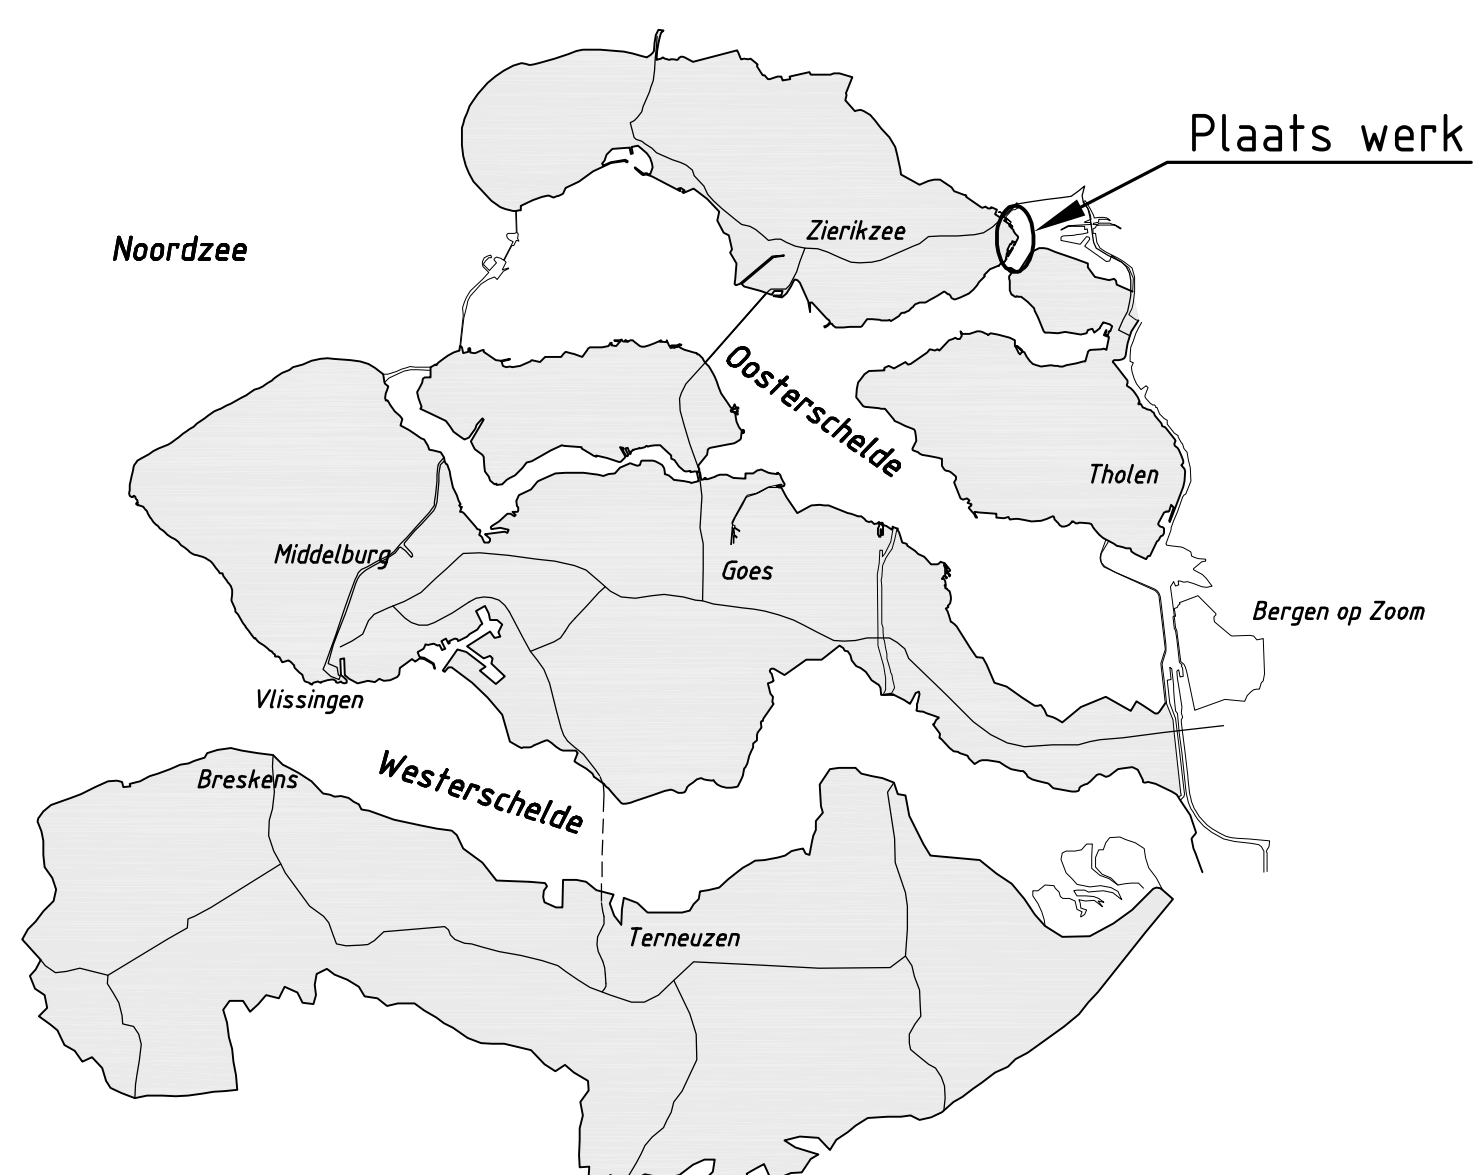 Plaats werk
Zierikzee
Noordzee
Oosterschelde
Tholen
Middelburg
Goes
Bergen op Zoom
Vlissingen
Breskens
Westerschelde
Terneuzen